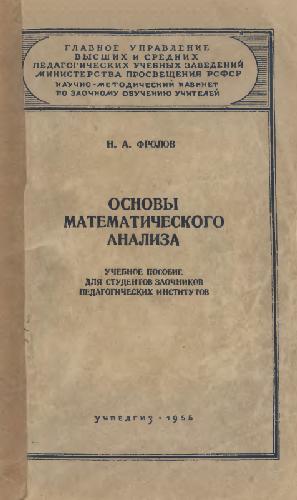 ГЛАВНОЕ УПРАВЛЕНИЕ
ВЫСШИХ И СРЕДНИХ
ПЕДАГОГИЧЕСКИХ УЧЕБНЫХ ЗАВЕДЕНИЙ
МИНИСТЕРСТВА ПРОСВЕЩЕНИЯ РСФСР
НАУЧНО-МЕТОДИЧЕСКИЙ КАБИНЕТ
ПО ЗАОЧНОМУ ОБУЧЕНИЮ УЧИТЕЛЕЙ
Н. А. ФРОЛОВ
ОСНОВЫ
МАТЕМАТИЧЕСКОГО
АНАЛИЗА
УЧЕБНОЕ ПОСОБИЕ
ДЛЯ СТУДЕНТОВ ЗАОЧНИКОВ
ПЕДАГОГИЧЕСКИХ ИНСТИТУТОВ
УЧПЕДГИЗ •